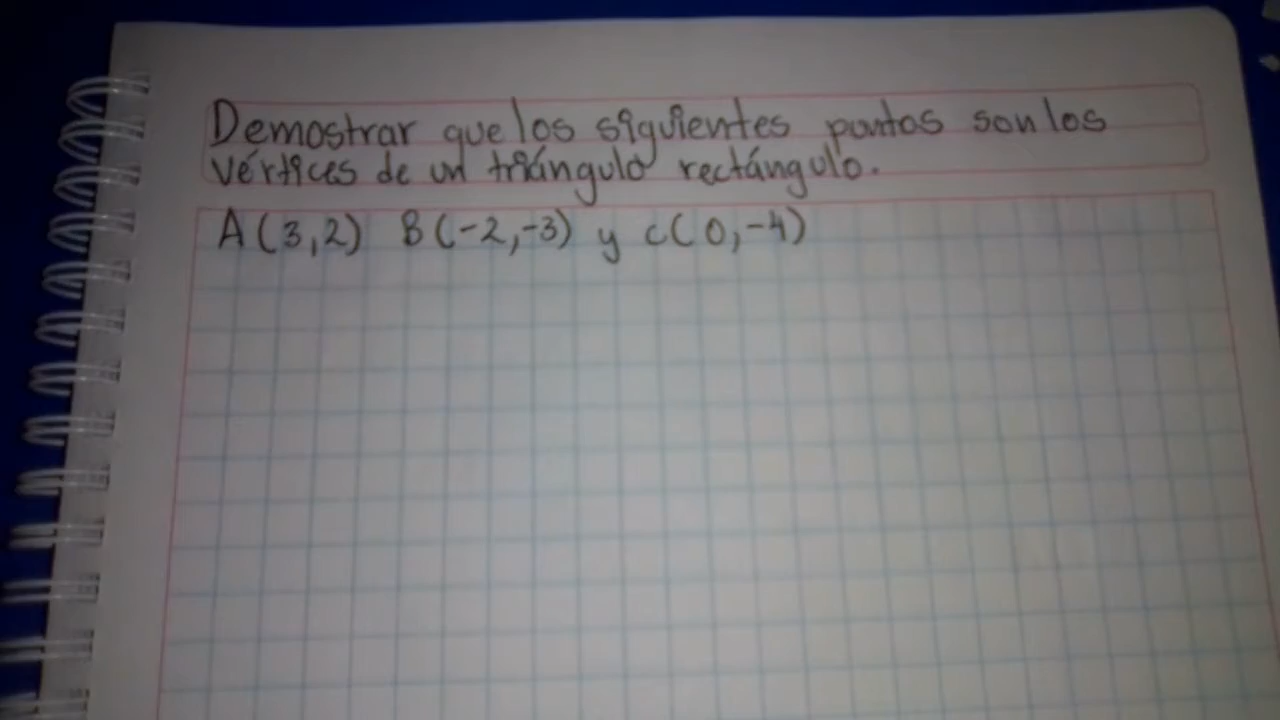 Demostrar que los siguientes puntos son los
vértices de un triángulo rectángulo.
A(3,2) B(-2,-3) y c(0,-4)